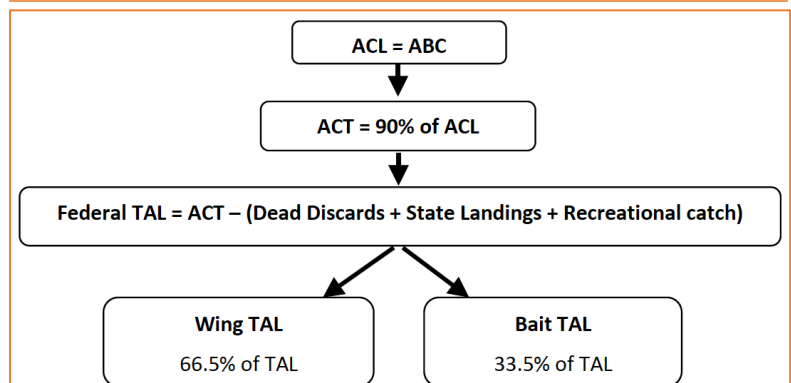 ACL = ABC
ACT = 90% of ACL
Federal TAL = ACT – (Dead Discards + State Landings + Recreational catch)
Wing TAL
66.5% of TAL
Bait TAL
33.5% of TAL